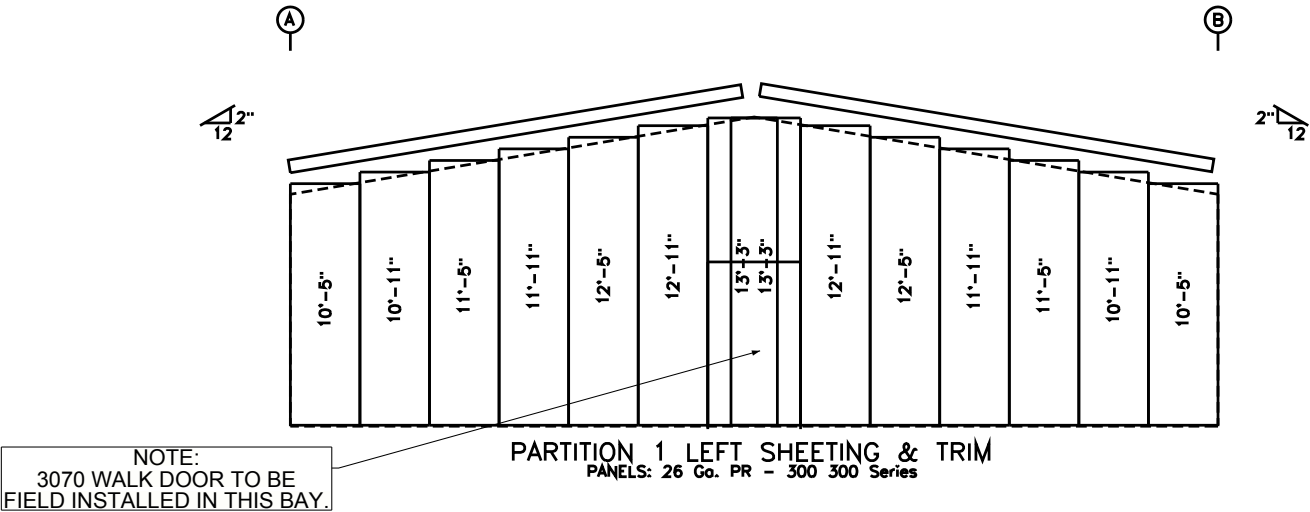 A
B
2"
12
2"
12
10'-5"
10'-11"
11'-5"
11'-11"
12'-5"
12'-11"
13'-3"
13'-3"
12'-11"
12'-5"
11'-11"
11'-5"
10'-11"
10'-5"
PARTITION 1 LEFT SHEETING & TRIM
PANELS: 26 Ga. PR - 300 300 Series
NOTE:
3070 WALK DOOR TO BE
FIELD INSTALLED IN THIS BAY.